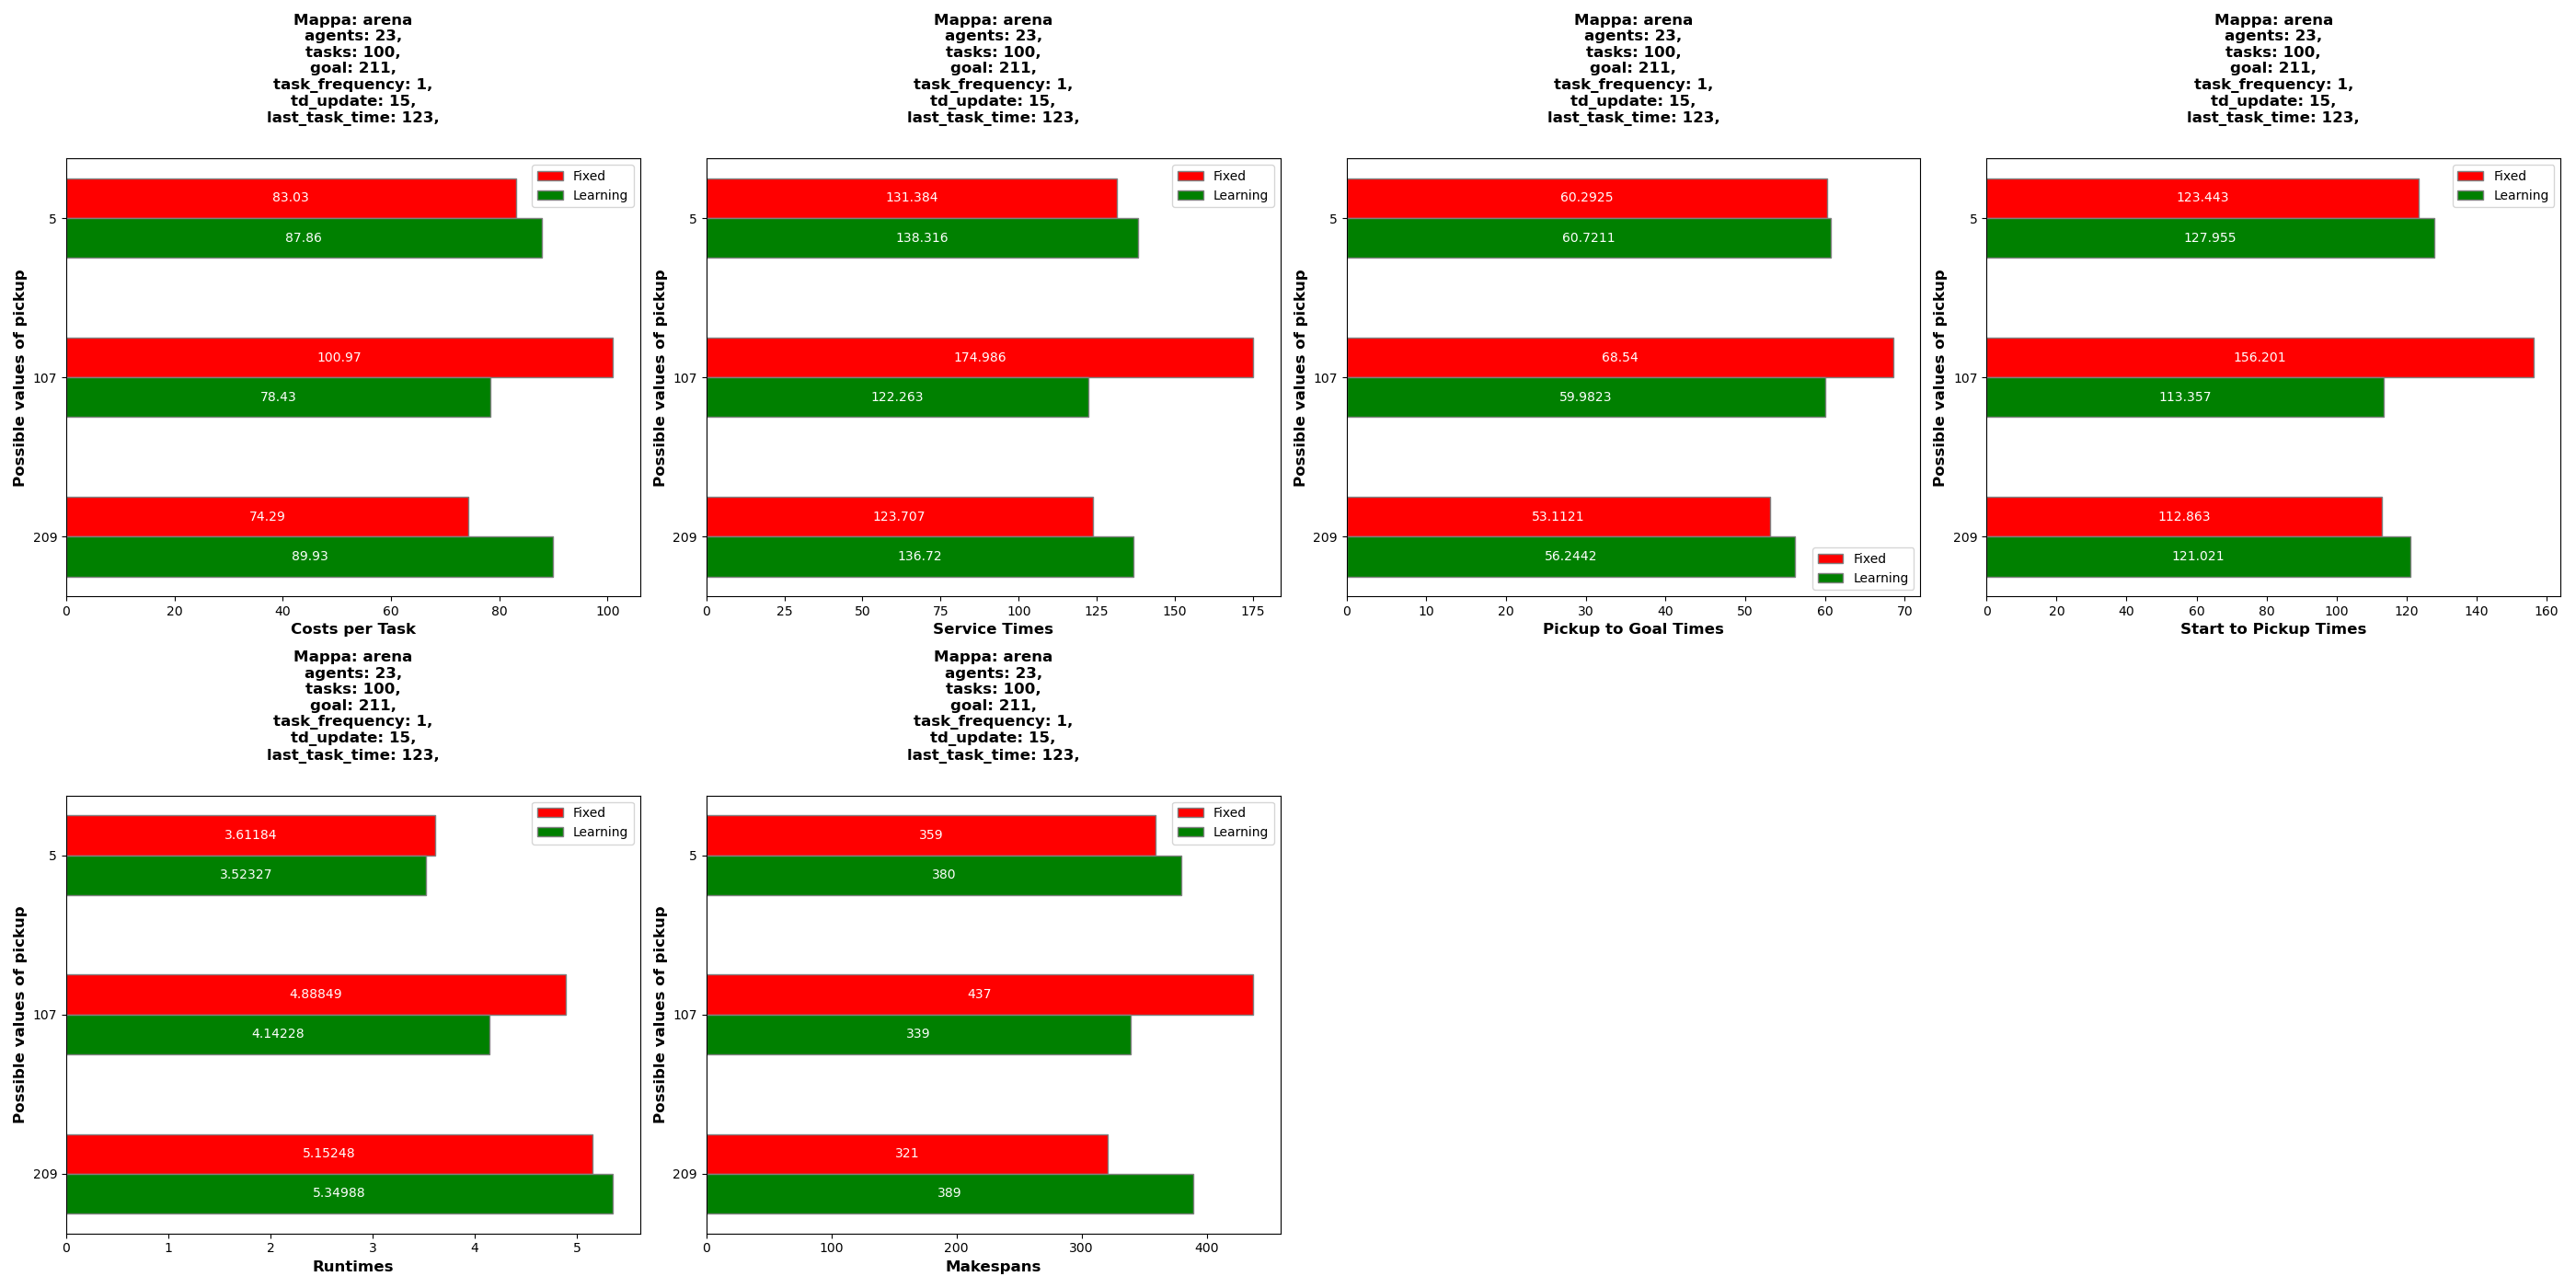 Mappa: arena
agents: 23,
tasks: 100,
goal: 211,
task_frequency: 1,
td_update: 15,
last_task_time: 123,
Fixed
Learning
83.03
87.86
100.97
78.43
74.29
89.93
5
107
209
Possible values of pickup
0 20 40 60 80 100
Costs per Task
Mappa: arena
agents: 23,
tasks: 100,
goal: 211,
task_frequency: 1,
td_update: 15,
last_task_time: 123,
Fixed
Learning
131.384
138.316
174.986
122.263
123.707
136.72
5
107
209
Possible values of pickup
0 25 50 75 100 125 150 175
Service Times
Mappa: arena
agents: 23,
tasks: 100,
goal: 211,
task_frequency: 1,
td_update: 15,
last_task_time: 123,
60.2925
60.7211
68.54
59.9823
53.1121
56.2442
Fixed
Learning
5
107
209
Possible values of pickup
0 10 20 30 40 50 60 70
Pickup to Goal Times
Mappa: arena
agents: 23,
tasks: 100,
goal: 211,
task_frequency: 1,
td_update: 15,
last_task_time: 123,
Fixed
Learning
123.443
127.955
156.201
113.357
112.863
121.021
5
107
209
Possible values of pickup
0 20 40 60 80 100 120 140 160
Start to Pickup Times
Mappa: arena
agents: 23,
tasks: 100,
goal: 211,
task_frequency: 1,
td_update: 15,
last_task_time: 123,
Fixed
Learning
3.61184
3.52327
4.88849
4.14228
5.15248
5.34988
5
107
209
Possible values of pickup
0 1 2 3 4 5
Runtimes
Mappa: arena
agents: 23,
tasks: 100,
goal: 211,
task_frequency: 1,
td_update: 15,
last_task_time: 123,
Fixed
Learning
359
380
437
339
321
389
5
107
209
Possible values of pickup
0 100 200 300 400
Makespans